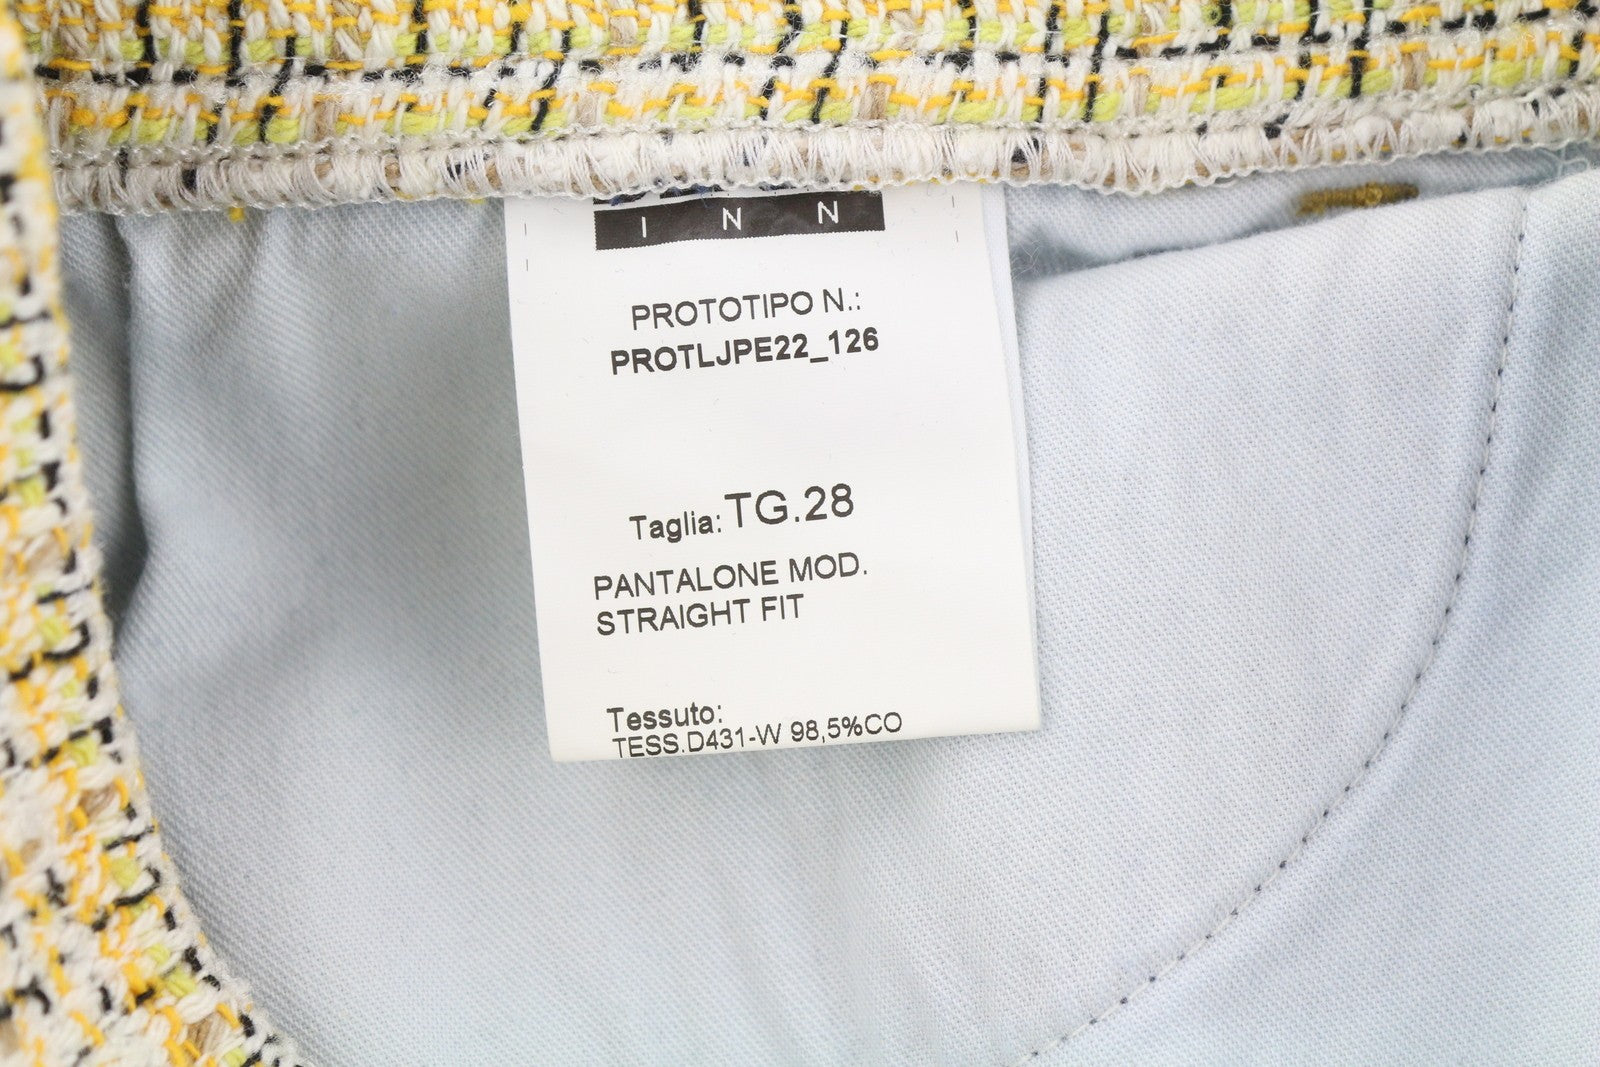 I N N
PROTOTIPO N.:
PROTLJPE22_126
Taglia: TG.28
PANTALONE MOD.
STRAIGHT FIT
Tessuto:
TESS.D431-W 98,5%CO